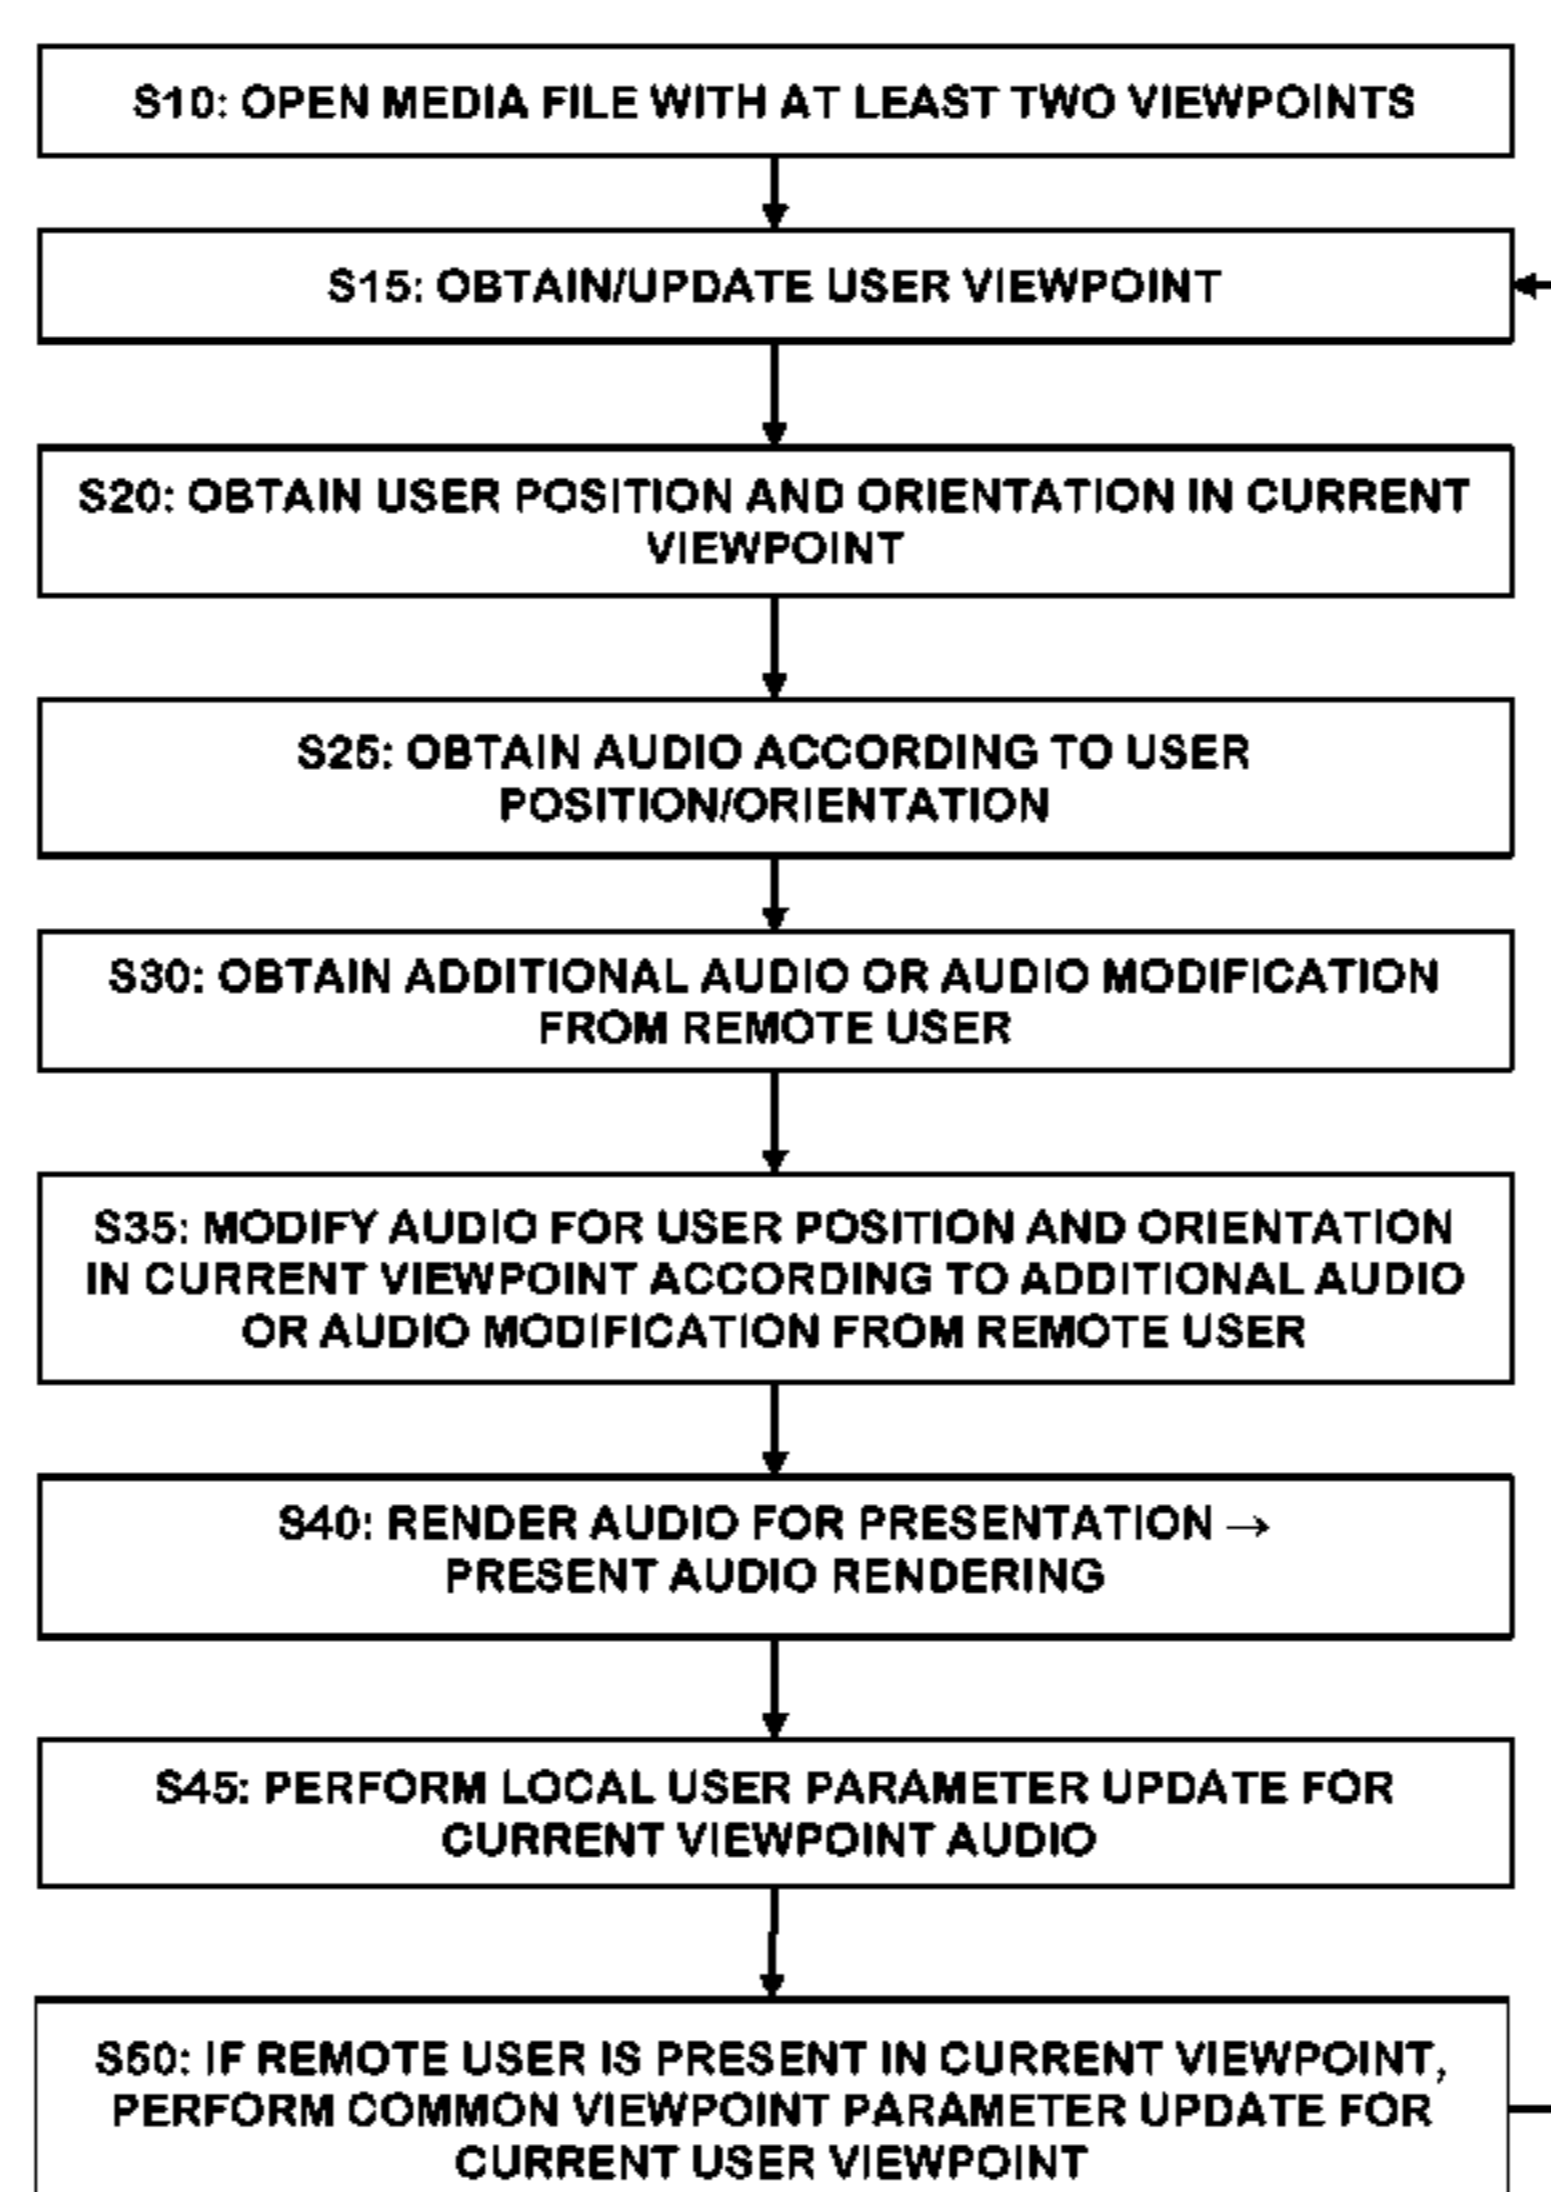 S10: OPEN MEDIA FILE WITH AT LEAST TWO VIEWPOINTS
S15: OBTAIN/UPDATE USER VIEWPOINT
S20: OBTAIN USER POSITION AND ORIENTATION IN CURRENT
VIEWPOINT
S25: OBTAIN AUDIO ACCORDING TO USER
POSITION/ORIENTATION
S30: OBTAIN ADDITIONAL AUDIO OR AUDIO MODIFICATION
FROM REMOTE USER
S35: MODIFY AUDIO FOR USER POSITION AND ORIENTATION
IN CURRENT VIEWPOINT ACCORDING TO ADDITIONAL AUDIO
OR AUDIO MODIFICATION FROM REMOTE USER
S40: RENDER AUDIO FOR PRESENTATION →
PRESENT AUDIO RENDERING
S45: PERFORM LOCAL USER PARAMETER UPDATE FOR
CURRENT VIEWPOINT AUDIO
S50: IF REMOTE USER IS PRESENT IN CURRENT VIEWPOINT,
PERFORM COMMON VIEWPOINT PARAMETER UPDATE FOR
CURRENT USER VIEWPOINT